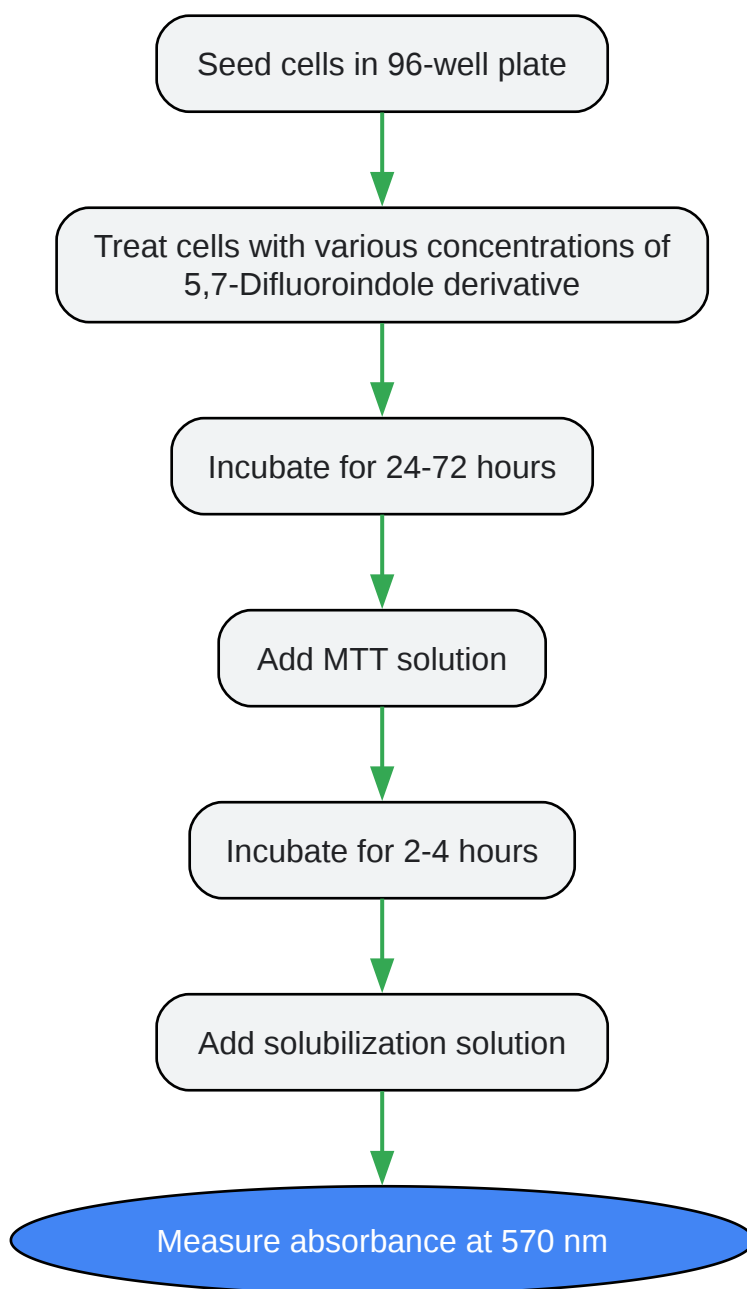 Seed cells in 96-well plate
Treat cells with various concentrations of
5,7-Difluoroindole derivative
Incubate for 24-72 hours
Add MTT solution
Incubate for 2-4 hours
Add solubilization solution
Measure absorbance at 570 nm